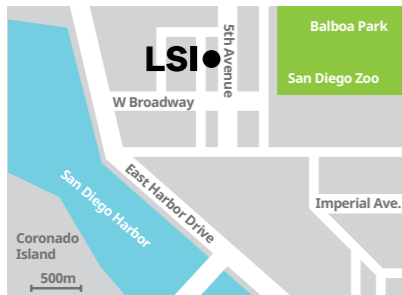 Balboa Park
5th Avenue
LSI
San Diego Zoo
W Broadway
East Harbor Drive
San Diego Harbor
Imperial Ave.
Coronado
Island
500m